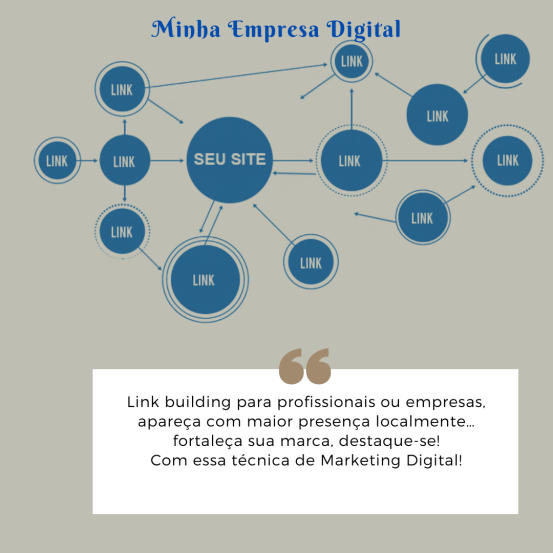 Minha Empresa Digital
LINK
LINK
LINK
LINK
LINK
LINK
SEU SITE
LINK
LINK
LINK
LINK
LINK
LINK
Link building para profissionais ou empresas,
apareça com maior presença localmente...
fortaleça sua marca, destaque-se!
Com essa técnica de Marketing Digital!